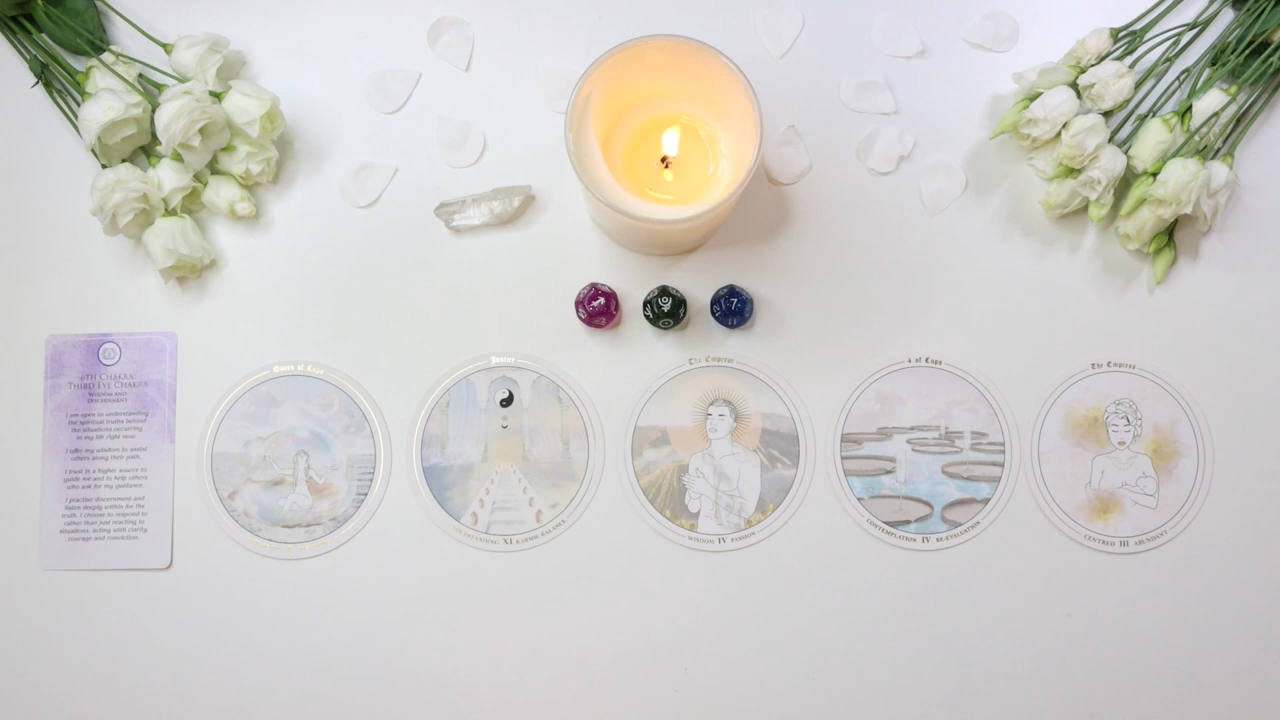 6TH CHAKRA:
THIRD EYE CHAKRA
WISDOM AND
DISCERNMENT
I am open to understanding
the spiritual truths behind
the situations occurring
in my life right now.
I offer my wisdom to assist
others along their path.
I trust in a higher source to
guide me and to help others
who ask for my guidance.
I practise discernment and
listen deeply within for the
truth. I choose to respond to
rather than just reacting to
situations, acting with clarity,
courage and conviction.
Queen of Cups
Justice
XI KARMIC BALANCE
The Emperor
WISDOM IV PASSION
4 of Cups
CONTEMPLATION IV RE-EVALUATION
The Empress
CENTRED III ABUNDANT
7
12
11